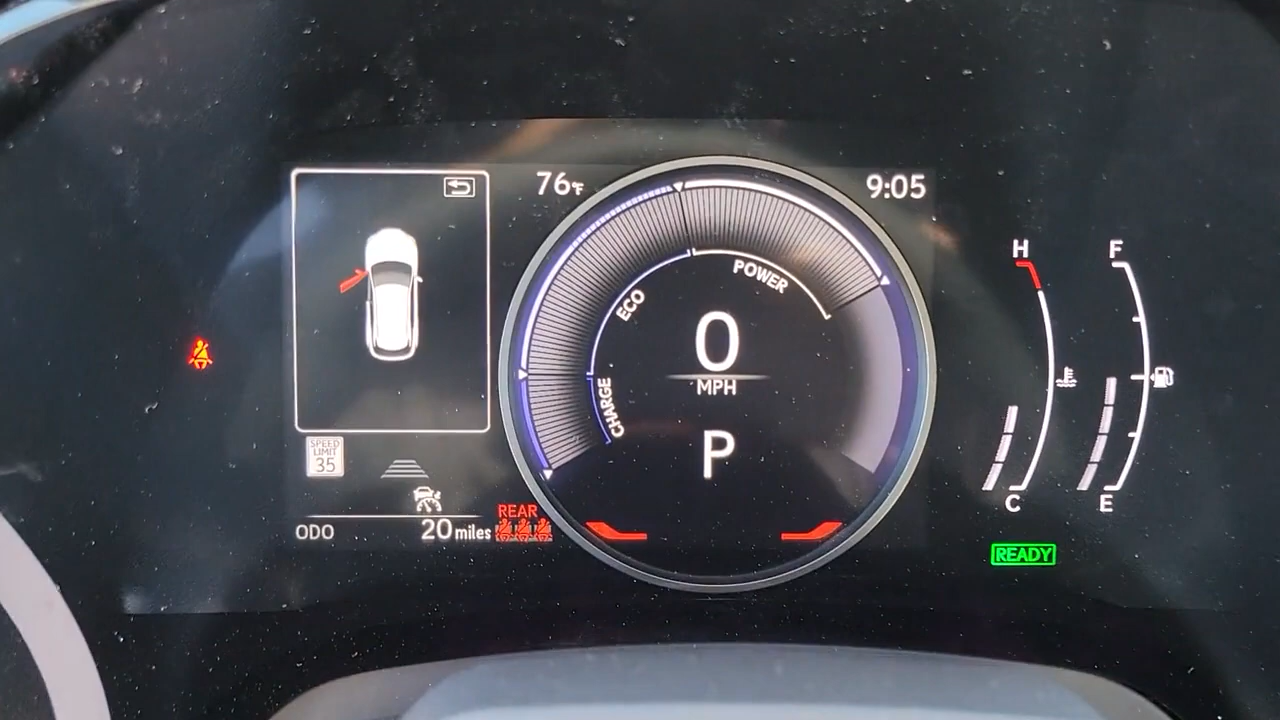 76°F
9:05
H
F
POWER
ECO
0
MPH
CHARGE
SPEED
LIMIT
35
P
C
E
REAR
ODO
20 miles
READY